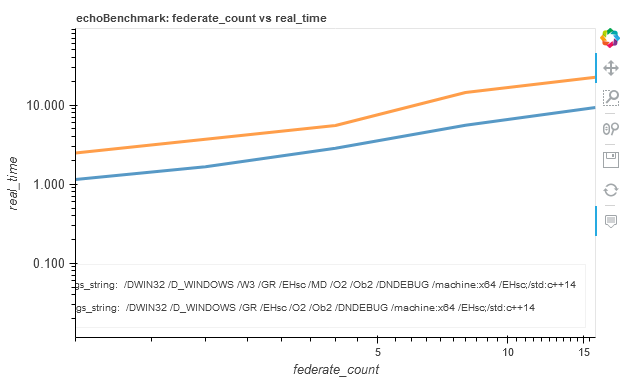 echoBenchmark: federate_count vs real_time
10.000
1.000
0.100
real_time
gs_string: /DWIN32 /D_WINDOWS /W3 /GR /EHsc /MD /O2 /Ob2 /DNDEBUG /machine:x64 /EHsc;/std:c++14
gs_string: /DWIN32 /D_WINDOWS /GR /EHsc /O2 /Ob2 /DNDEBUG /machine:x64 /EHsc;/std:c++14
5
10
15
federate_count